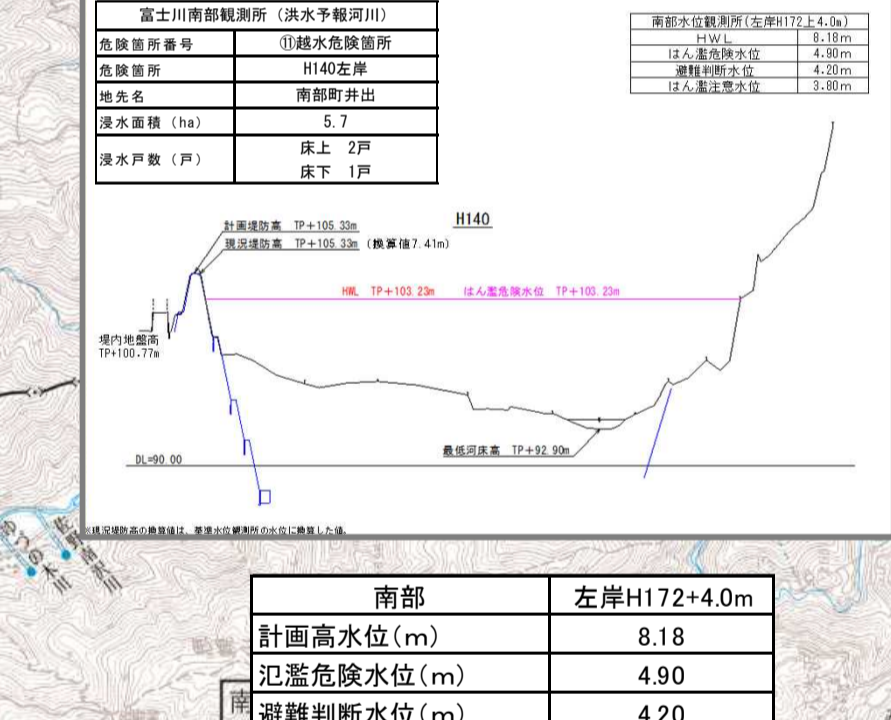 富士川南部観測所（洪水予報河川）
危険箇所番号 ⑪越水危険箇所
危険箇所 H140左岸
地先名 南部町井出
浸水面積（ha） 5.7
浸水戸数（戸） 床上 2戸
床下 1戸
南部水位観測所(左岸H172上4.0m)
HWL 8.18m
はん濫危険水位 4.90m
避難判断水位 4.20m
はん濫注意水位 3.80m
H140
計画堤防高 TP+105.33m
現況堤防高 TP+105.33m (換算値7.41m)
HWL TP+103.23m はん濫危険水位 TP+103.23m
堤内地盤高
TP+100.77m
最低河床高 TP+92.90m
DL=90.00
※現況堤防高の換算値は、基準水位観測所の水位に換算した値。
南部 左岸H172+4.0m
計画高水位(m) 8.18
氾濫危険水位(m) 4.90
避難判断水位(m) 4.20
南